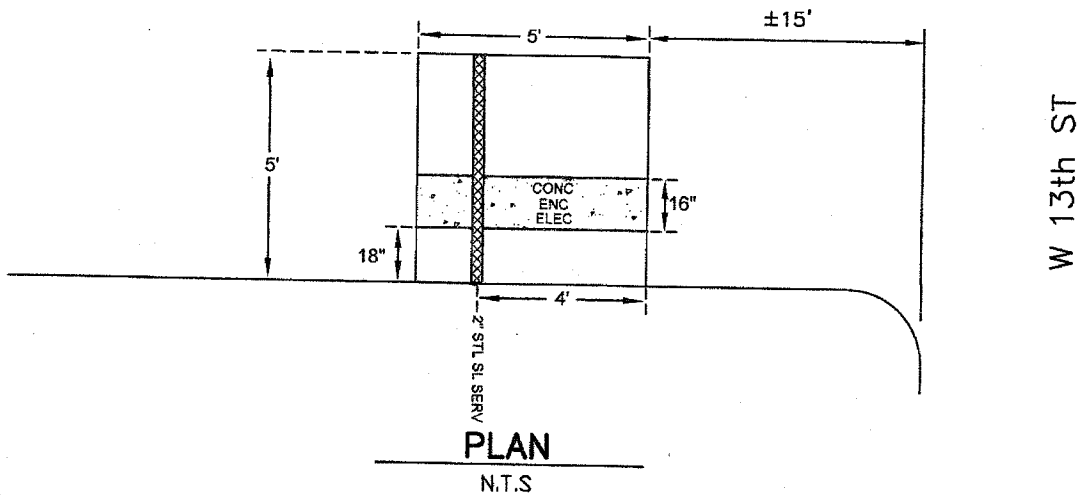 ±15'
5'
W 13th ST
5'
CONC
ENC
ELEC
16"
18"
4'
2" STL SL SERV
PLAN
N.T.S